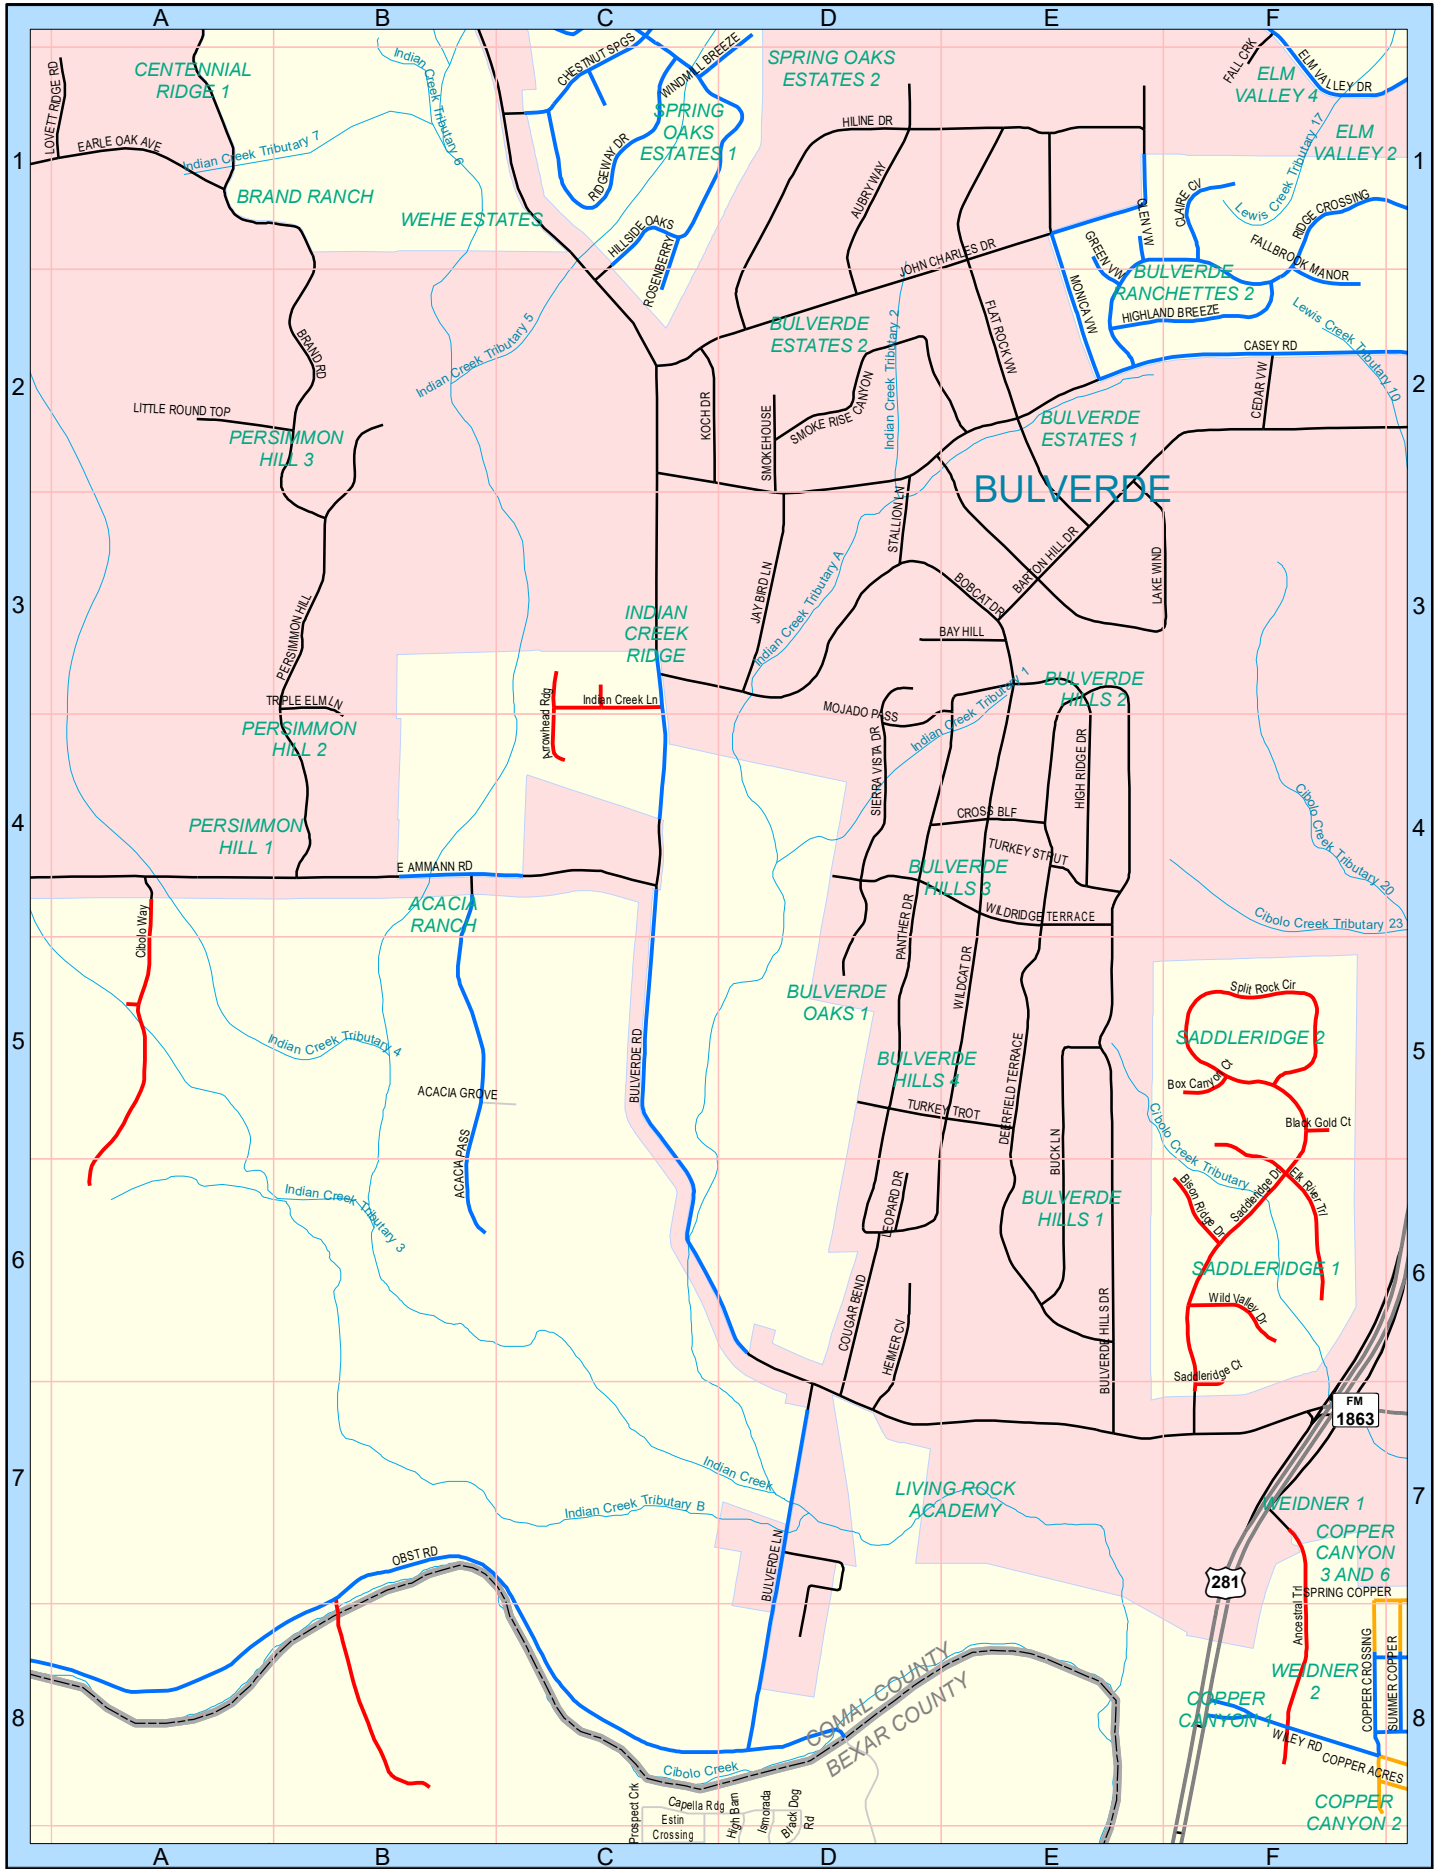 A
B
C
D
E
F
LOVETT RIDGE RD
CENTENNIAL
RIDGE 1
EARLE OAK AVE
Indian Creek Tributary 7
Indian Creek Tributary 6
BRAND RANCH
WEHE ESTATES
CHESTNUT SPGS
WINDMILL BREEZE
SPRING
OAKS
ESTATES 1
RIDGEWAY DR
HILLSIDE OAKS
ROSENBERRY
SPRING OAKS
ESTATES 2
HILINE DR
AUBRY WAY
JOHN CHARLES DR
FALL CRK
ELM VALLEY DR
ELM
VALLEY 4
ELM
VALLEY 2
Lewis Creek Tributary 17
CLAIRE CV
GLEN VW
GREEN VW
RIDGE CROSSING
FALLBROOK MANOR
BULVERDE
RANCHETTES 2
MONICA VW
HIGHLAND BREEZE
Lewis Creek Tributary 10
CASEY RD
1
1
BRAND RD
Indian Creek Tributary 5
LITTLE ROUND TOP
PERSIMMON
HILL 3
KOCH DR
BULVERDE
ESTATES 2
Indian Creek Tributary 2
FLAT ROCK VW
SMOKEHOUSE
SMOKE RISE CANYON
BULVERDE
ESTATES 1
CEDAR VW
2
2
BULVERDE
STALLION LN
BARTON HILL DR
LAKE WIND
PERSIMMON HILL
JAY BIRD LN
Indian Creek Tributary A
BOBCAT DR
BAY HILL
INDIAN
CREEK
RIDGE
3
3
TRIPLE ELM LN
PERSIMMON
HILL 2
Arrowhead Rdg
Indian Creek Ln
MOJADO PASS
SIERRA VISTA DR
Indian Creek Tributary 1
BULVERDE
HILLS 2
HIGH RIDGE DR
CROSS BLF
TURKEY STRUT
PERSIMMON
HILL 1
E AMMANN RD
Cibolo Creek Tributary 20
4
4
Cibolo Way
ACACIA
RANCH
BULVERDE
HILLS 3
WILDRIDGE TERRACE
PANTHER DR
WILDCAT DR
Cibolo Creek Tributary 23
BULVERDE
OAKS 1
Split Rock Cir
SADDLERIDGE 2
Indian Creek Tributary 4
BULVERDE RD
BULVERDE
HILLS 4
DEERFIELD TERRACE
Box Canyon Ct
5
5
ACACIA GROVE
TURKEY TROT
Black Gold Ct
Cibolo Creek Tributary
ACACIA PASS
BUCK LN
Indian Creek Tributary 3
LEOPARD DR
BULVERDE
HILLS 1
Bison Ridge Dr
Saddleridge Dr
Elk River Trl
SADDLERIDGE 1
6
6
COUGAR BEND
HEIMER CV
BULVERDE HILLS DR
Wild Valley Dr
Saddleridge Ct
FM
1863
Indian Creek
Indian Creek Tributary B
LIVING ROCK
ACADEMY
WEIDNER 1
COPPER
CANYON
3 AND 6
7
7
OBST RD
BULVERDE LN
281
SPRING COPPER
Ancestral Trl
COPPER CROSSING
SUMMER COPPER
WEIDNER
2
COPPER
CANYON 1
WILEY RD
COPPER ACRES
COPPER
CANYON 2
8
8
COMAL COUNTY
BEXAR COUNTY
Cibolo Creek
Prospect Crk
Capella Rdg
Estin
Crossing
High Barn
Ismorada
Black Dog
Rd
A
B
C
D
E
F